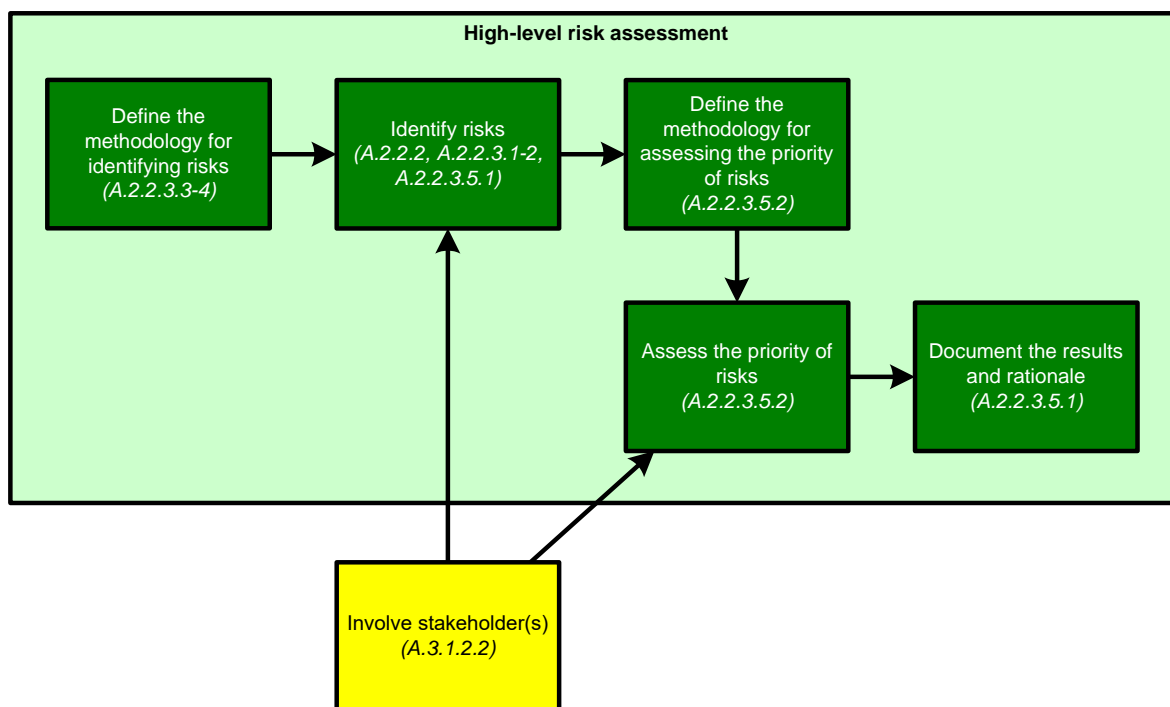 High-level risk assessment
Define the
methodology for
identifying risks
(A.2.2.3.3-4)
Identify risks
(A.2.2.2, A.2.2.3.1-2,
A.2.2.3.5.1)
Define the
methodology for
assessing the priority
of risks
(A.2.2.3.5.2)
Assess the priority of
risks
(A.2.2.3.5.2)
Document the results
and rationale
(A.2.2.3.5.1)
Involve stakeholder(s)
(A.3.1.2.2)